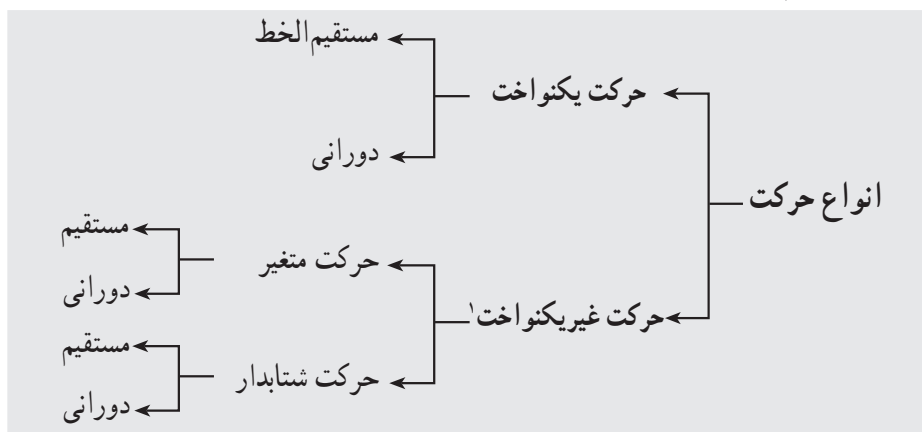 انواع حرکت
حرکت یکنواخت
مستقیم‌الخط
دورانی
حرکت غیریکنواخت۱
حرکت متغیر
مستقیم
دورانی
حرکت شتابدار
مستقیم
دورانی